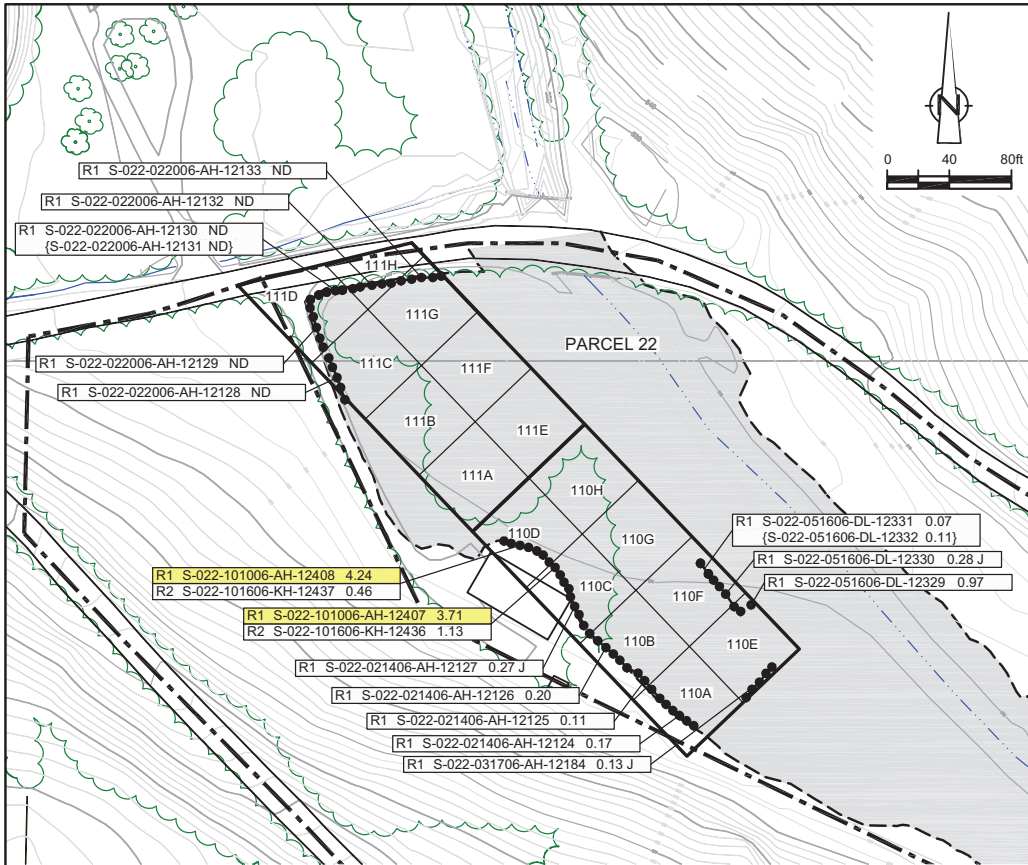 N
0 40 80ft
R1 S-022-022006-AH-12133 ND
R1 S-022-022006-AH-12132 ND
R1 S-022-022006-AH-12130 ND
{S-022-022006-AH-12131 ND}
111H
111D
111G
PARCEL 22
R1 S-022-022006-AH-12129 ND
111C
111F
R1 S-022-022006-AH-12128 ND
111B
111E
111A
110H
110D
110G
R1 S-022-051606-DL-12331 0.07
{S-022-051606-DL-12332 0.11}
R1 S-022-051606-DL-12330 0.28 J
R1 S-022-051606-DL-12329 0.97
R1 S-022-101006-AH-12408 4.24
R2 S-022-101606-KH-12437 0.46
110C
110F
R1 S-022-101006-AH-12407 3.71
R2 S-022-101606-KH-12436 1.13
110B
110E
R1 S-022-021406-AH-12127 0.27 J
R1 S-022-021406-AH-12126 0.20
110A
R1 S-022-021406-AH-12125 0.11
R1 S-022-021406-AH-12124 0.17
R1 S-022-031706-AH-12184 0.13 J